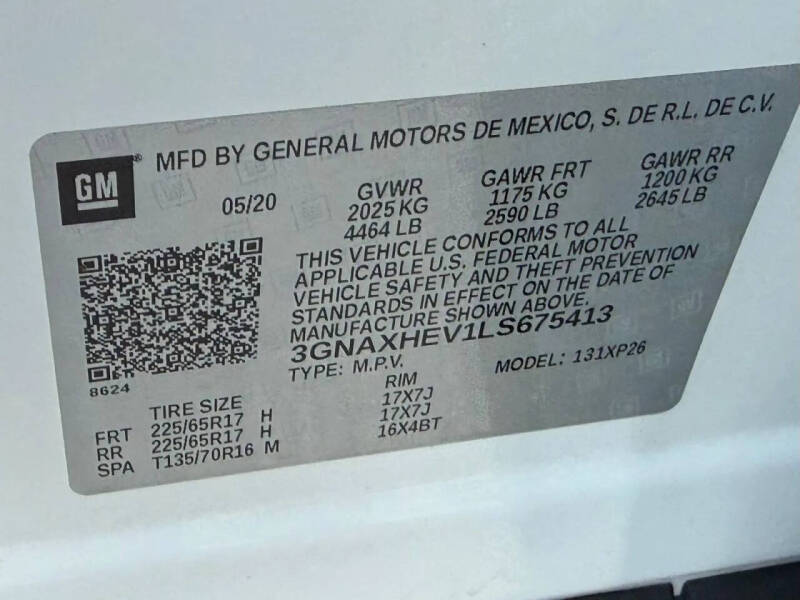 GM
MFD BY GENERAL MOTORS DE MEXICO, S. DE R.L. DE C.V.
05/20
GVWR
2025 KG
4464 LB
GAWR FRT
1175 KG
2590 LB
GAWR RR
1200 KG
2645 LB
THIS VEHICLE CONFORMS TO ALL
APPLICABLE U.S. FEDERAL MOTOR
VEHICLE SAFETY AND THEFT PREVENTION
STANDARDS IN EFFECT ON THE DATE OF
MANUFACTURE SHOWN ABOVE.
3GNAXHEV1LS675413
TYPE: M.P.V. MODEL: 131XP26
8624
TIRE SIZE RIM
FRT 225/65R17 H 17X7J
RR 225/65R17 H 17X7J
SPA T135/70R16 M 16X4BT